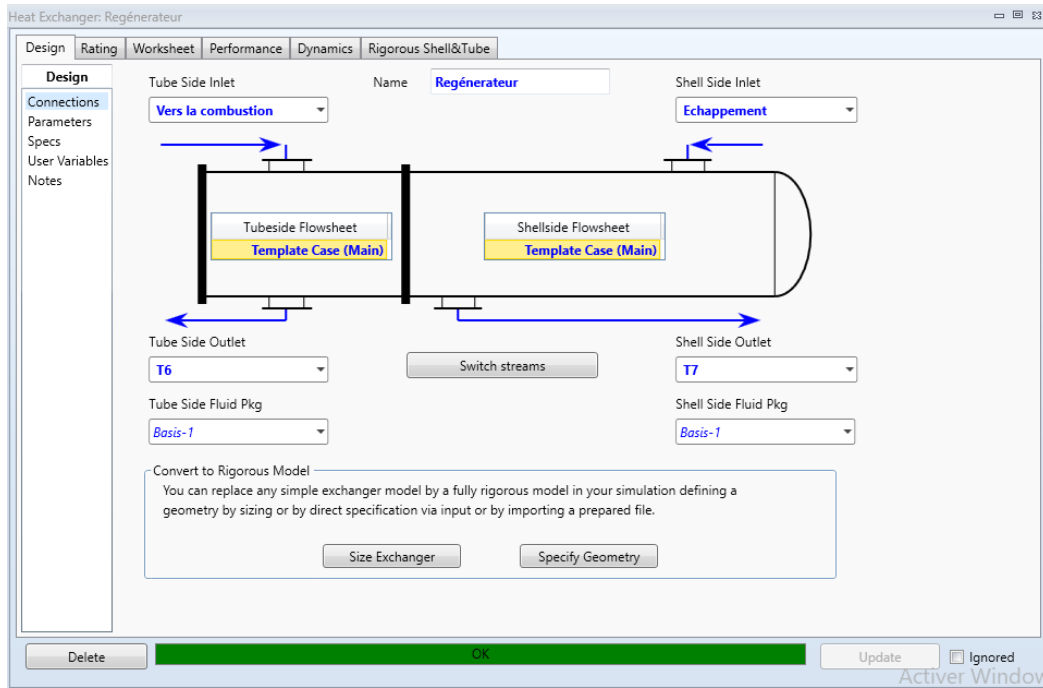 Heat Exchanger: Regénerateur
Design Rating Worksheet Performance Dynamics Rigorous Shell&Tube
Design
Connections
Parameters
Specs
User Variables
Notes
Tube Side Inlet Name Regénerateur Shell Side Inlet
Vers la combustion Echappement
Tubeside Flowsheet Shellside Flowsheet
Template Case (Main) Template Case (Main)
Tube Side Outlet Shell Side Outlet
T6 Switch streams T7
Tube Side Fluid Pkg Shell Side Fluid Pkg
Basis-1 Basis-1
Convert to Rigorous Model
You can replace any simple exchanger model by a fully rigorous model in your simulation defining a
geometry by sizing or by direct specification via input or by importing a prepared file.
Size Exchanger Specify Geometry
Delete OK Update Ignored
Activer Window